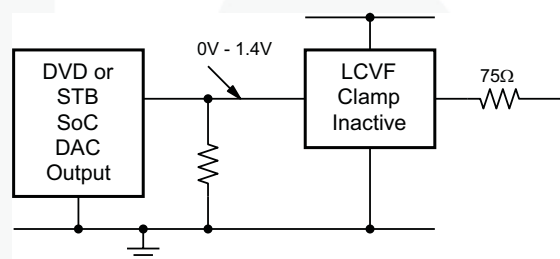 0V - 1.4V
DVD or
STB
SoC
DAC
Output
LCVF
Clamp
Inactive
75Ω